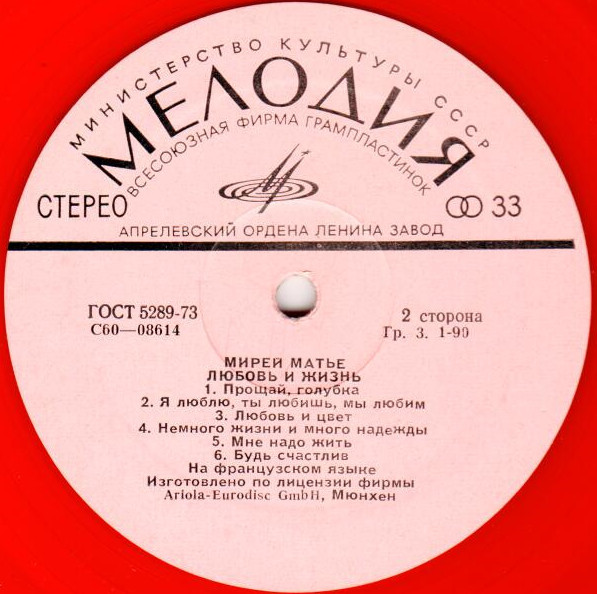 МИНИСТЕРСТВО КУЛЬТУРЫ СССР
МЕЛОДИЯ
ВСЕСОЮЗНАЯ ФИРМА ГРАМПЛАСТИНОК
СТЕРЕО
33
АПРЕЛЕВСКИЙ ОРДЕНА ЛЕНИНА ЗАВОД
ГОСТ 5289-73
С60—08614
2 сторона
Гр. 3. 1-90
МИРЕЙ МАТЬЕ
ЛЮБОВЬ И ЖИЗНЬ
1. Прощай, голубка
2. Я люблю, ты любишь, мы любим
3. Любовь и цвет
4. Немного жизни и много надежды
5. Мне надо жить
6. Будь счастлив
На французском языке
Изготовлено по лицензии фирмы
Ariola-Eurodisc GmbH, Мюнхен